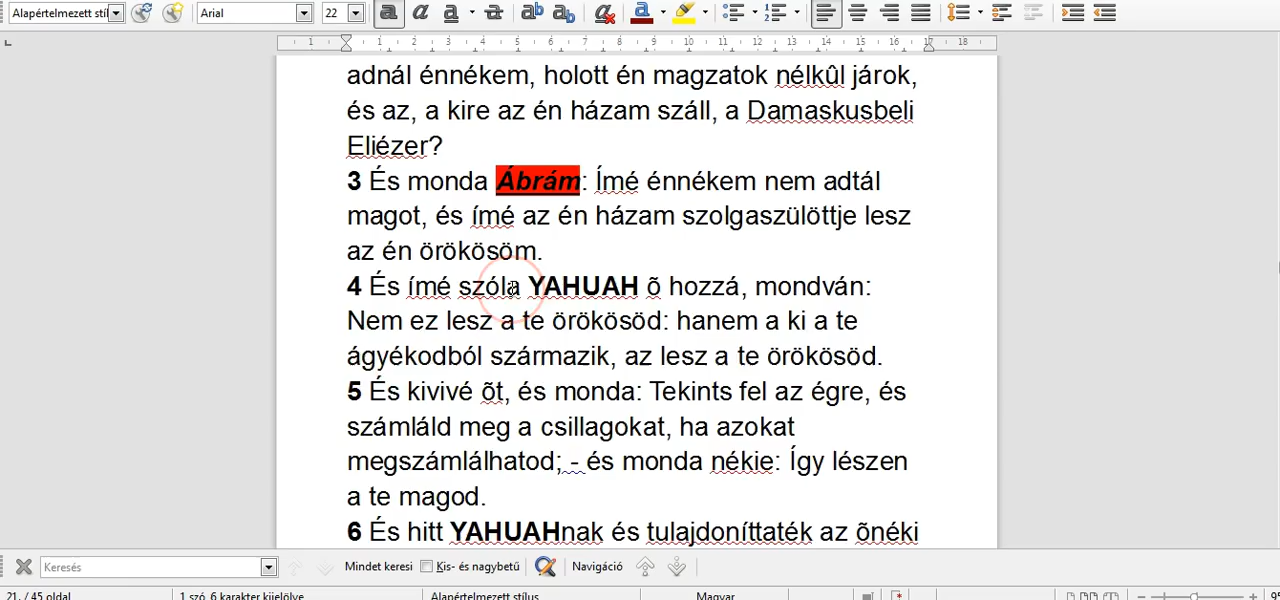 Alapértelmezett stíl Arial 22 a a a a ab ab a a
1 1 2 3 4 5 6 7 8 9 10 11 12 13 14 15 16 17 18
adnál énnékem, holott én magzatok nélkûl járok,
és az, a kire az én házam száll, a Damaskusbeli
Eliézer?
3 És monda Ábrám: Ímé énnékem nem adtál
magot, és ímé az én házam szolgaszülöttje lesz
az én örökösöm.
4 És ímé szóla YAHUAH õ hozzá, mondván:
Nem ez lesz a te örökösöd: hanem a ki a te
ágyékodból származik, az lesz a te örökösöd.
5 És kivivé õt, és monda: Tekints fel az égre, és
számláld meg a csillagokat, ha azokat
megszámlálhatod; - és monda nékie: Így lészen
a te magod.
6 És hitt YAHUAHnak és tulajdoníttaték az õnéki
Keresés Mindet keresi Kis- és nagybetű Navigáció
21. / 45 oldal 1 szó, 6 karakter kijelölve Alapértelmezett stílus Magyar